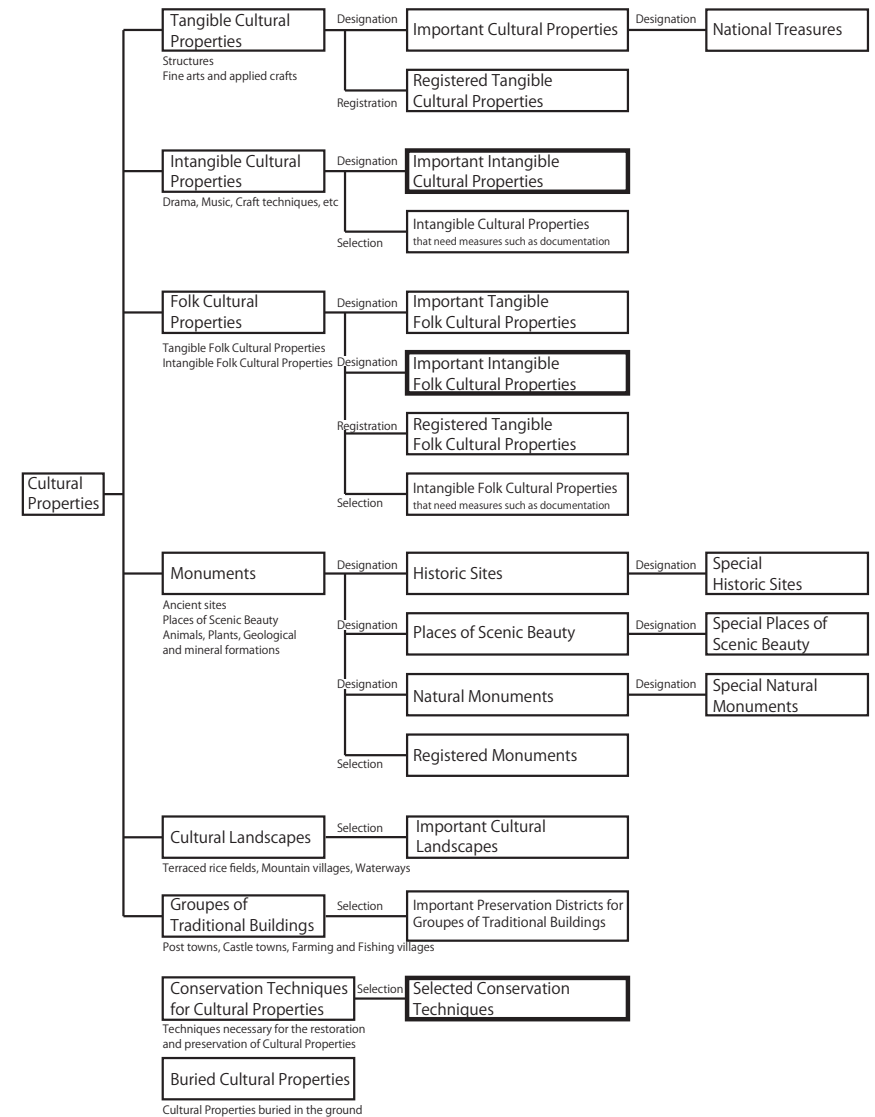 Tangible Cultural
Properties
Designation
Important Cultural Properties
Designation
National Treasures
Structures
Fine arts and applied crafts
Registration
Registered Tangible
Cultural Properties
Intangible Cultural
Properties
Designation
Important Intangible
Cultural Properties
Drama, Music, Craft techniques, etc
Selection
Intangible Cultural Properties
that need measures such as documentation
Folk Cultural
Properties
Designation
Important Tangible
Folk Cultural Properties
Tangible Folk Cultural Properties
Intangible Folk Cultural Properties
Designation
Important Intangible
Folk Cultural Properties
Registration
Registered Tangible
Folk Cultural Properties
Cultural
Properties
Selection
Intangible Folk Cultural Properties
that need measures such as documentation
Monuments
Designation
Historic Sites
Designation
Special
Historic Sites
Ancient sites
Places of Scenic Beauty
Animals, Plants, Geological
and mineral formations
Designation
Places of Scenic Beauty
Designation
Special Places of
Scenic Beauty
Designation
Natural Monuments
Designation
Special Natural
Monuments
Selection
Registered Monuments
Cultural Landscapes
Selection
Important Cultural
Landscapes
Terraced rice fields, Mountain villages, Waterways
Groupes of
Traditional Buildings
Selection
Important Preservation Districts for
Groupes of Traditional Buildings
Post towns, Castle towns, Farming and Fishing villages
Conservation Techniques
for Cultural Properties
Selection
Selected Conservation
Techniques
Techniques necessary for the restoration
and preservation of Cultural Properties
Buried Cultural Properties
Cultural Properties buried in the ground